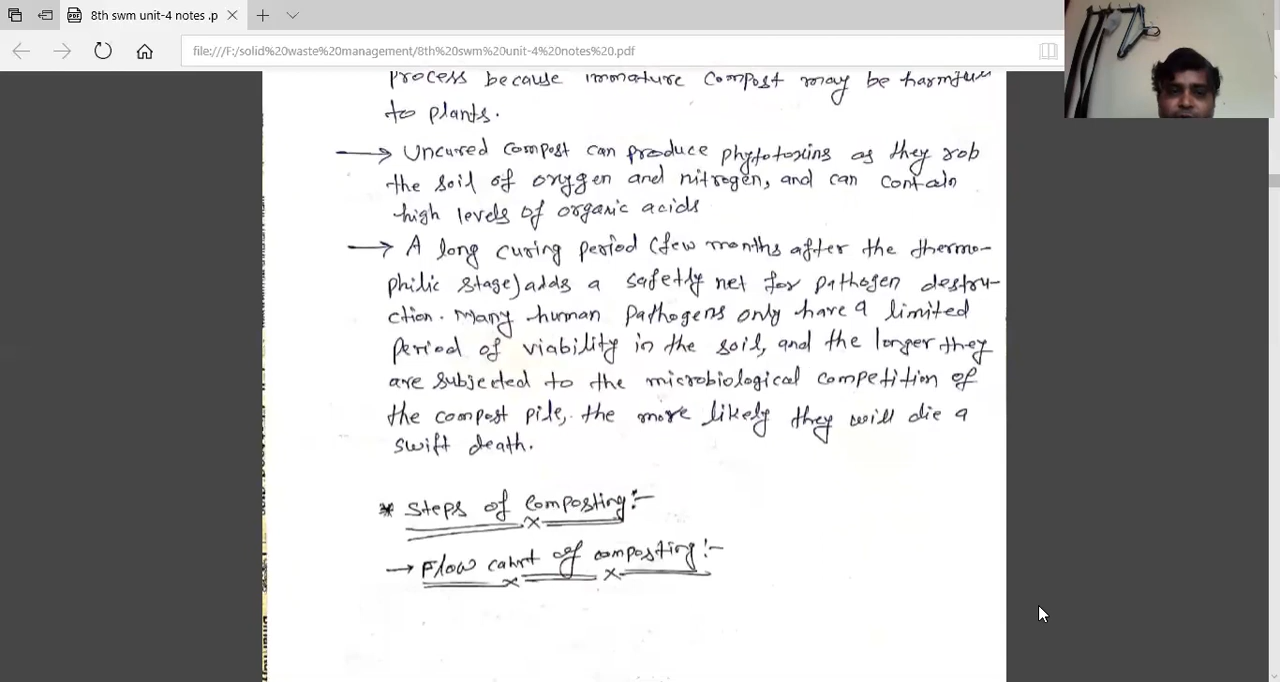 8th swm unit-4 notes .p
file:///F:/solid%20waste%20management/8th%20swm%20unit-4%20notes%20.pdf
process because immature compost may be harmful
to plants.
→ Uncured compost can produce phytotoxins as they rob
the soil of oxygen and nitrogen, and can contain
high levels of organic acids
→ A long curing period (few months after the thermo-
philic stage) adds a safetly net for pathogen destru-
ction. Many human pathogens only have a limited
period of viability in the soil, and the longer they
are subjected to the microbiological competition of
the compost pile, the more likely they will die a
swift death.
* Steps of composting:-
→ Flow cahrt of composting:-